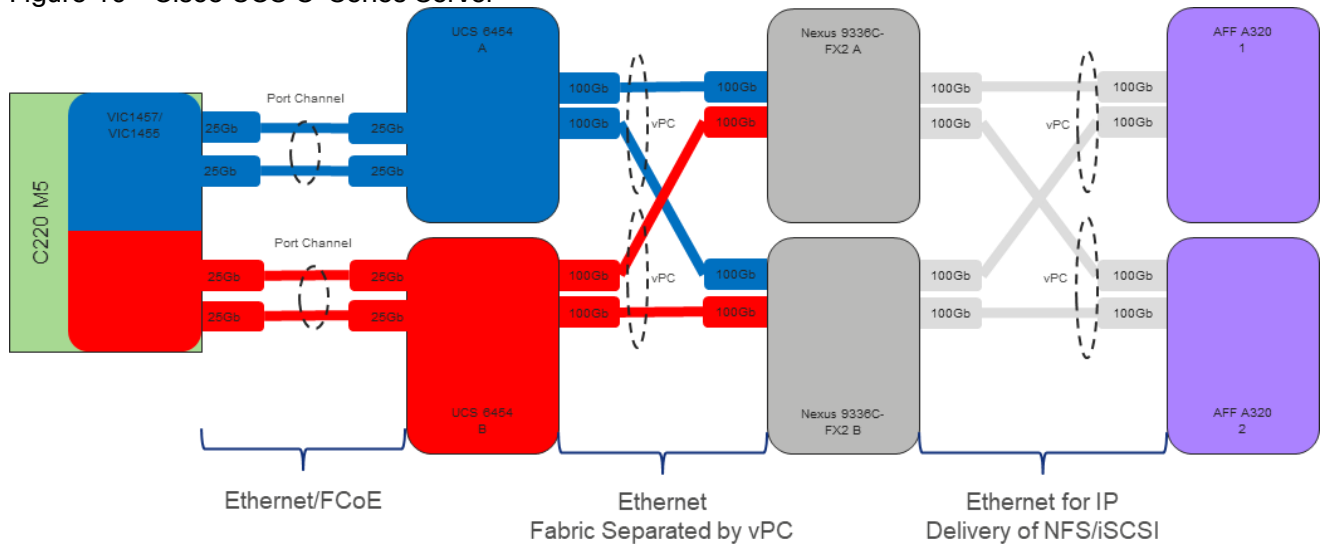 UCS 6454
A
Nexus 9336C-
FX2 A
AFF A320
1
C220 M5
VIC1457/
VIC1455
Port Channel
25Gb
25Gb
25Gb
25Gb
100Gb
100Gb
vPC
100Gb
100Gb
100Gb
100Gb
vPC
100Gb
100Gb
Port Channel
25Gb
25Gb
25Gb
25Gb
100Gb
100Gb
vPC
100Gb
100Gb
100Gb
100Gb
vPC
100Gb
100Gb
UCS 6454
B
Nexus 9336C-
FX2 B
AFF A320
2
Ethernet/FCoE
Ethernet
Fabric Separated by vPC
Ethernet for IP
Delivery of NFS/iSCSI